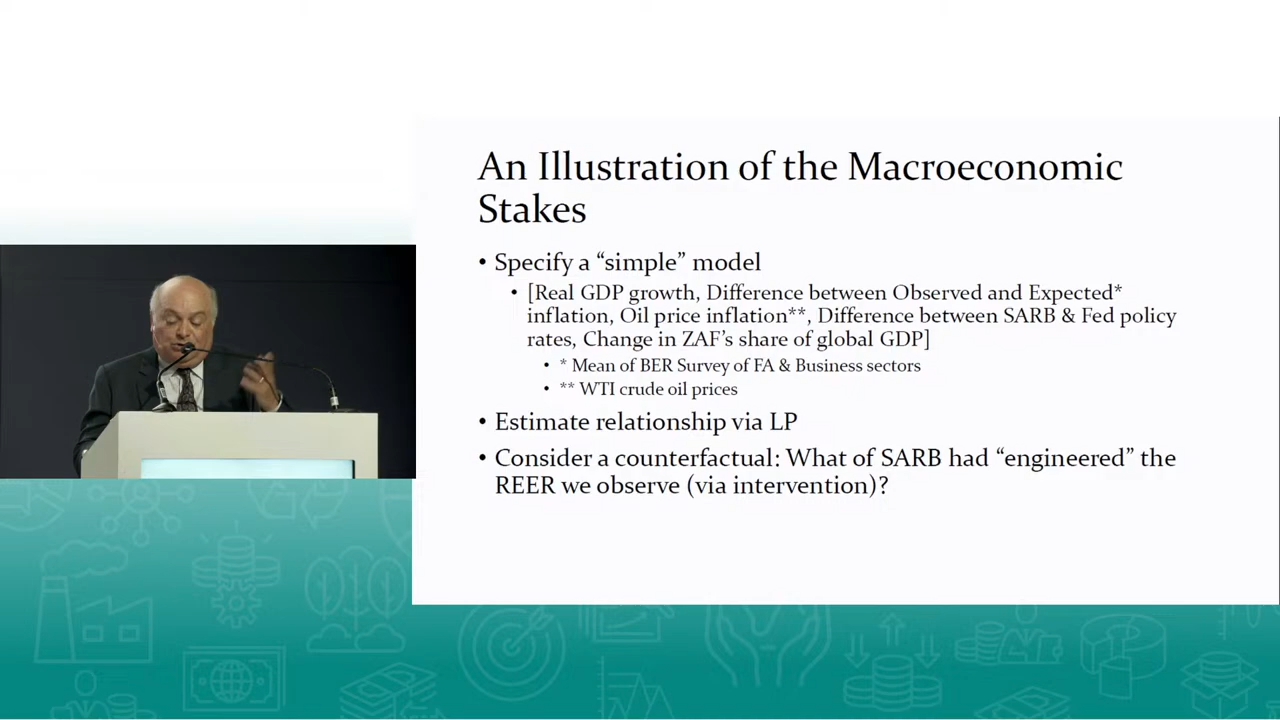 An Illustration of the Macroeconomic
Stakes
• Specify a “simple” model
• [Real GDP growth, Difference between Observed and Expected*
inflation, Oil price inflation**, Difference between SARB & Fed policy
rates, Change in ZAF’s share of global GDP]
• * Mean of BER Survey of FA & Business sectors
• ** WTI crude oil prices
• Estimate relationship via LP
• Consider a counterfactual: What of SARB had “engineered” the
REER we observe (via intervention)?